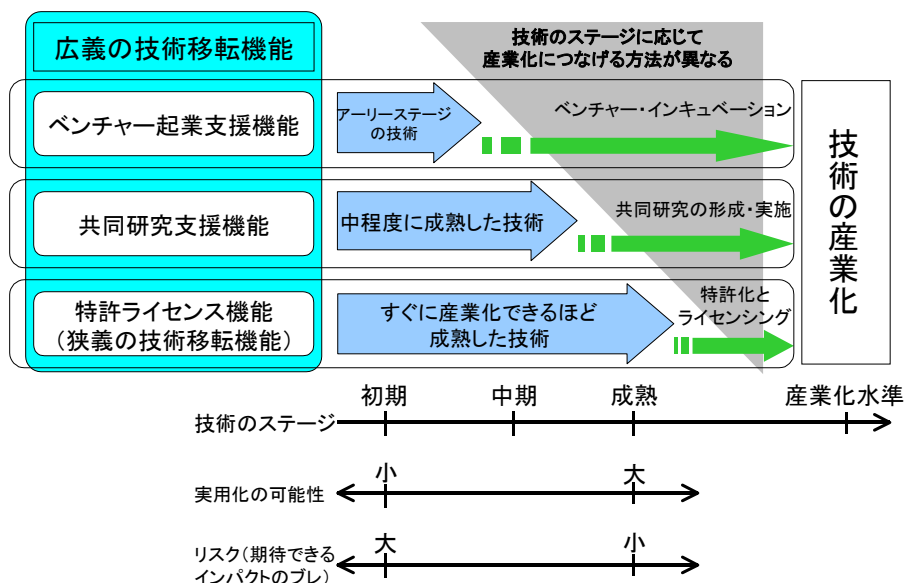 広義の技術移転機能
技術のステージに応じて
産業化につなげる方法が異なる
ベンチャー起業支援機能
アーリーステージ
の技術
ベンチャー・インキュベーション
共同研究支援機能
中程度に成熟した技術
共同研究の形成・実施
特許ライセンス機能
(狭義の技術移転機能)
すぐに産業化できるほど
成熟した技術
特許化と
ライセンシング
技術の産業化
初期
中期
成熟
産業化水準
技術のステージ
小
大
実用化の可能性
大
小
リスク(期待できる
インパクトのブレ)